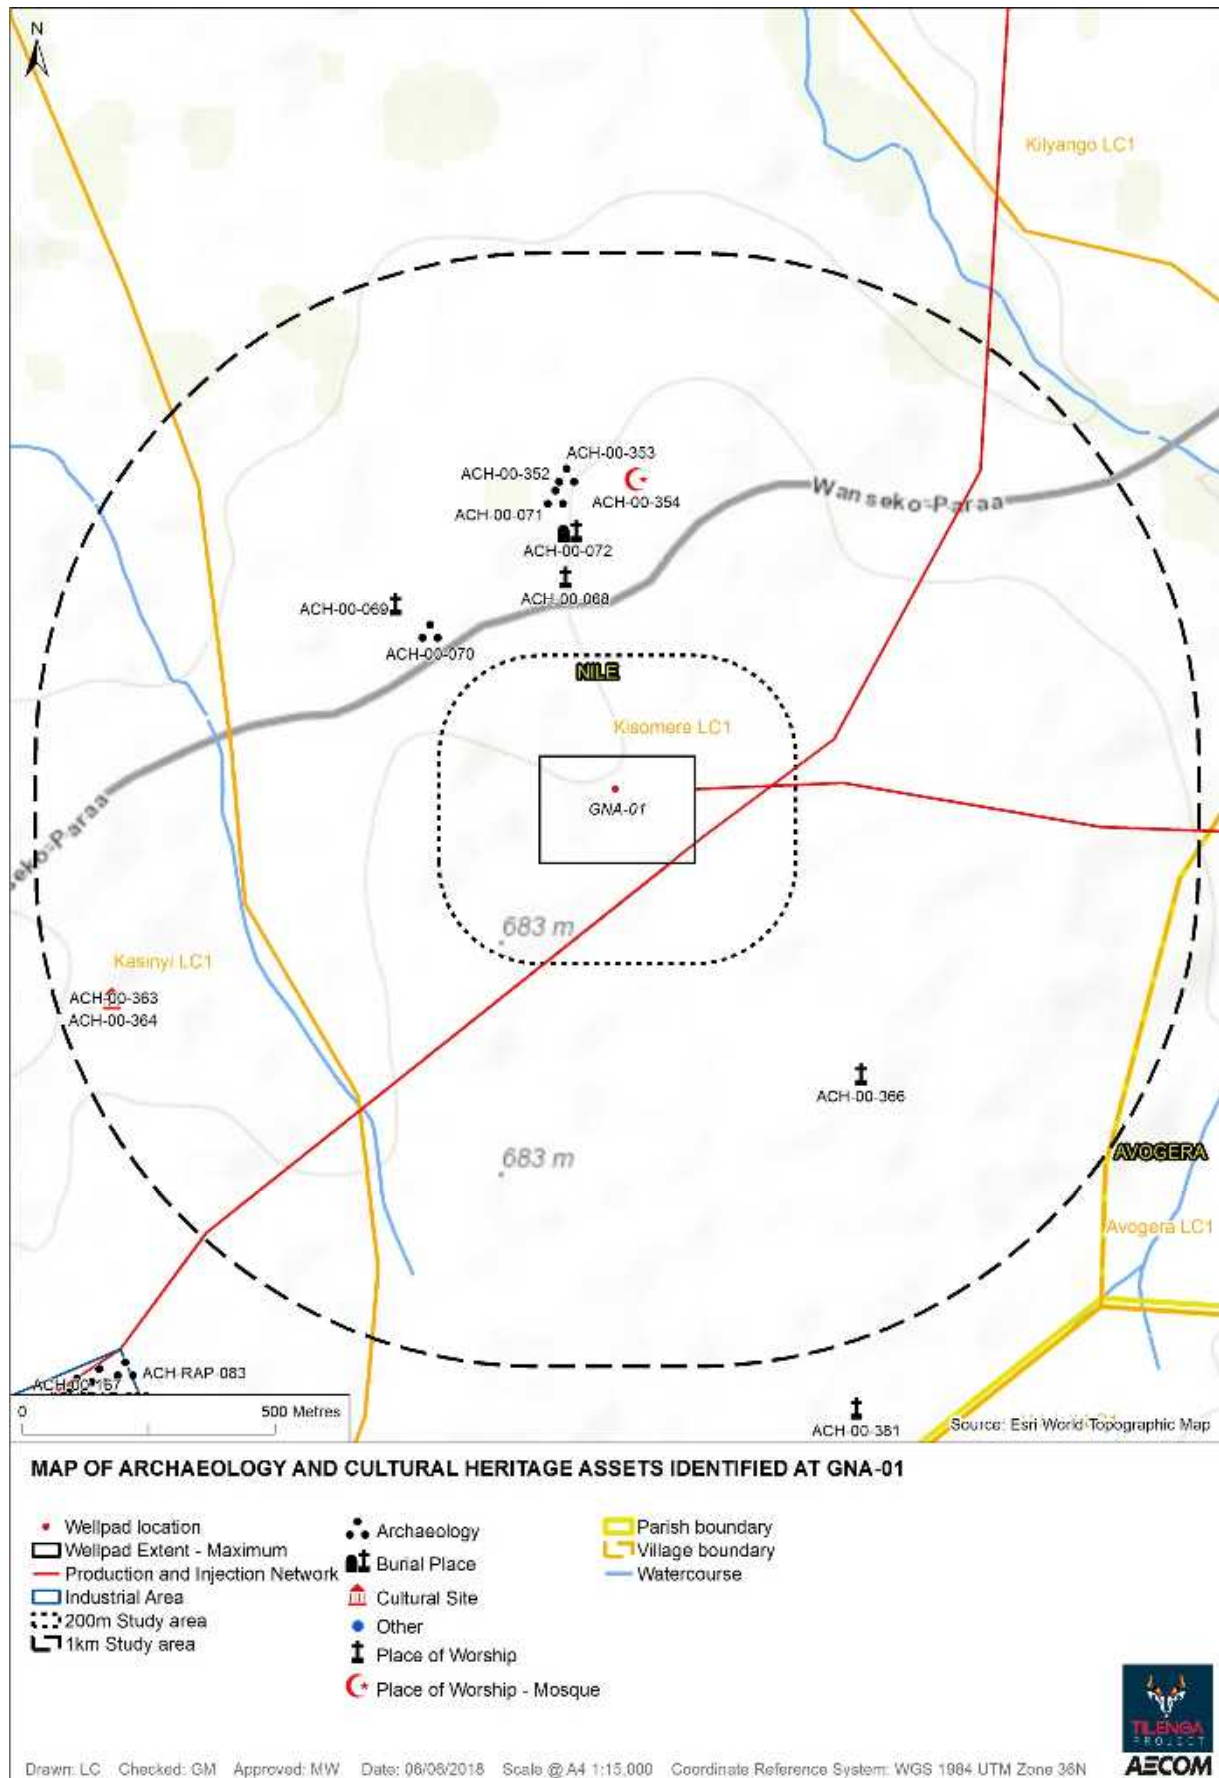 N
Kilyango LC1
ACH-00-353
ACH-00-352
ACH-00-354
ACH-00-071
Wanseko-Paraa
ACH-00-072
ACH-00-068
ACH-00-069
ACH-00-070
NILE
Kisomere LC1
GNA-01
seko-Paraa
683 m
Kasinyi LC1
ACH-00-363
ACH-00-364
ACH-00-366
683 m
AVOGERA
Avogera LC1
ACH-RAP-083
ACH-00-167
0 500 Metres
ACH-00-381
Source: Esri World Topographic Map
MAP OF ARCHAEOLOGY AND CULTURAL HERITAGE ASSETS IDENTIFIED AT GNA-01
Wellpad location
Wellpad Extent - Maximum
Production and Injection Network
Industrial Area
200m Study area
1km Study area
Archaeology
Burial Place
Cultural Site
Other
Place of Worship
Place of Worship - Mosque
Parish boundary
Village boundary
Watercourse
TILENGA
PROJECT
AECOM
Drawn: LC Checked: GM Approved: MW Date: 06/06/2018 Scale @ A4 1:15,000 Coordinate Reference System: WGS 1984 UTM Zone 36N